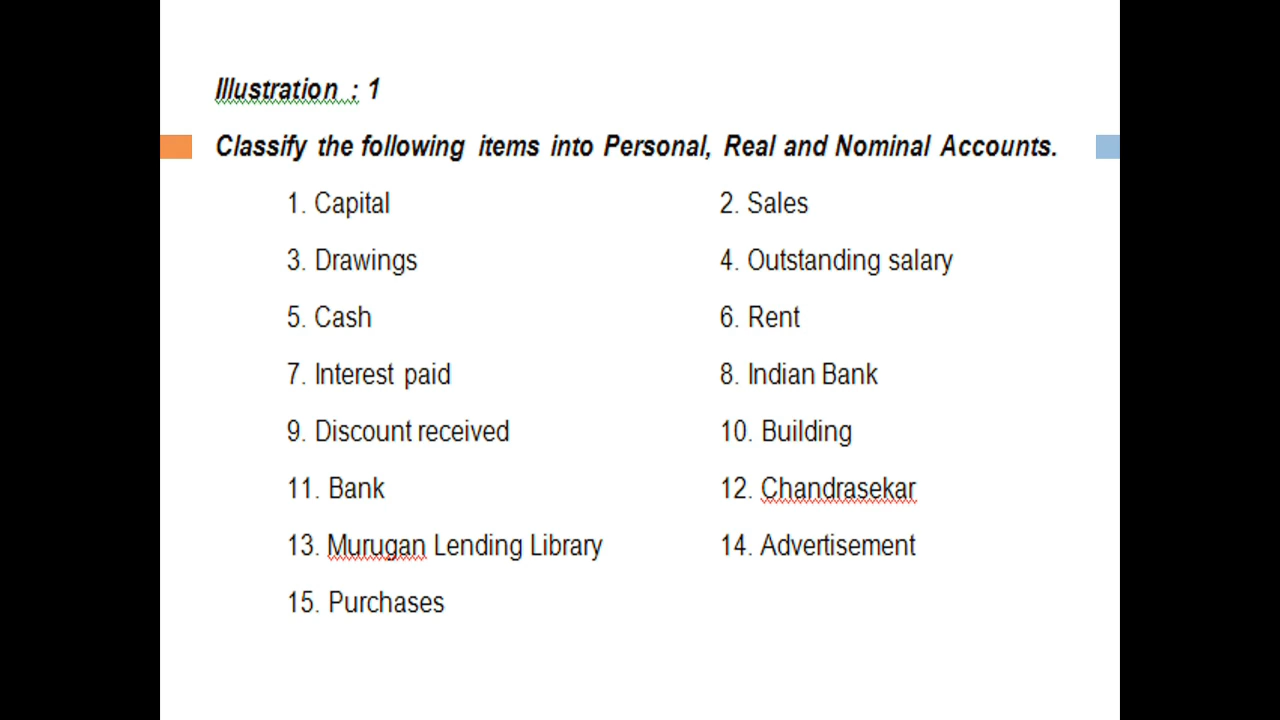 Illustration : 1
Classify the following items into Personal, Real and Nominal Accounts.
1. Capital 2. Sales
3. Drawings 4. Outstanding salary
5. Cash 6. Rent
7. Interest paid 8. Indian Bank
9. Discount received 10. Building
11. Bank 12. Chandrasekar
13. Murugan Lending Library 14. Advertisement
15. Purchases